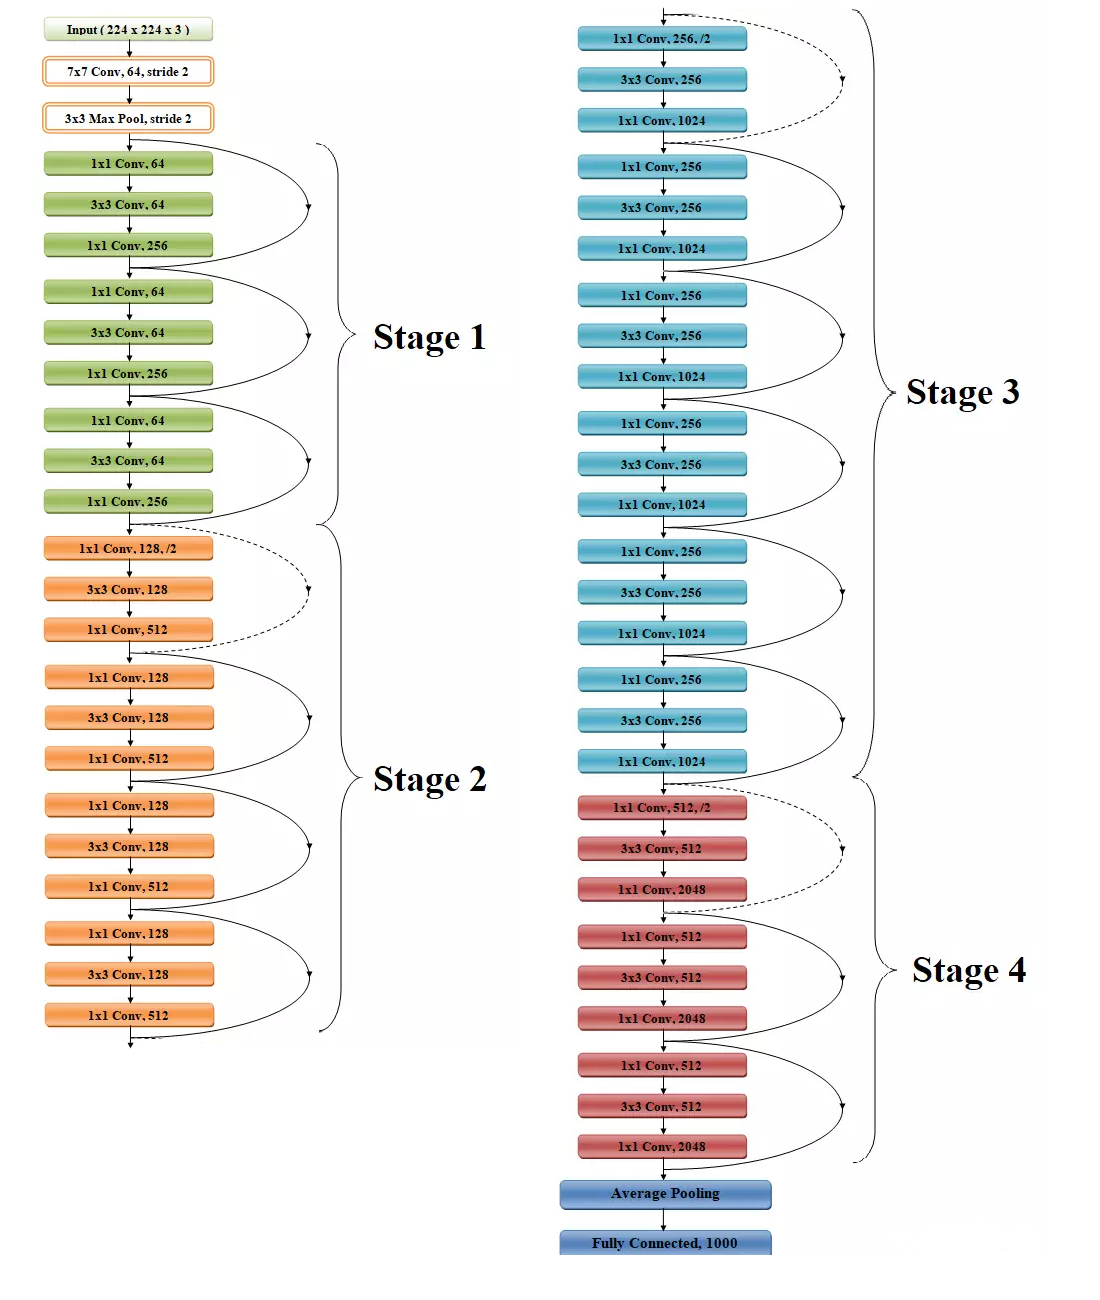 Input ( 224 x 224 x 3 )
7x7 Conv, 64, stride 2
3x3 Max Pool, stride 2
1x1 Conv, 64
3x3 Conv, 64
1x1 Conv, 256
1x1 Conv, 64
3x3 Conv, 64
1x1 Conv, 256
1x1 Conv, 64
3x3 Conv, 64
1x1 Conv, 256
Stage 1
1x1 Conv, 128, /2
3x3 Conv, 128
1x1 Conv, 512
1x1 Conv, 128
3x3 Conv, 128
1x1 Conv, 512
1x1 Conv, 128
3x3 Conv, 128
1x1 Conv, 512
1x1 Conv, 128
3x3 Conv, 128
1x1 Conv, 512
Stage 2
1x1 Conv, 256, /2
3x3 Conv, 256
1x1 Conv, 1024
1x1 Conv, 256
3x3 Conv, 256
1x1 Conv, 1024
1x1 Conv, 256
3x3 Conv, 256
1x1 Conv, 1024
1x1 Conv, 256
3x3 Conv, 256
1x1 Conv, 1024
1x1 Conv, 256
3x3 Conv, 256
1x1 Conv, 1024
1x1 Conv, 256
3x3 Conv, 256
1x1 Conv, 1024
Stage 3
1x1 Conv, 512, /2
3x3 Conv, 512
1x1 Conv, 2048
1x1 Conv, 512
3x3 Conv, 512
1x1 Conv, 2048
1x1 Conv, 512
3x3 Conv, 512
1x1 Conv, 2048
Stage 4
Average Pooling
Fully Connected, 1000